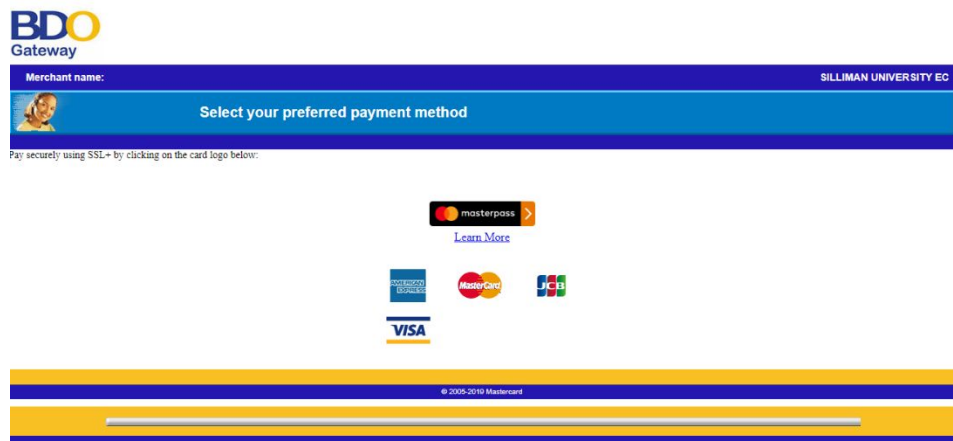 BDO
Gateway
Merchant name: SILLIMAN UNIVERSITY EC
Select your preferred payment method
Pay securely using SSL+ by clicking on the card logo below:
masterpass
Learn More
AMERICAN EXPRESS MasterCard JCB
VISA
© 2005-2019 Mastercard